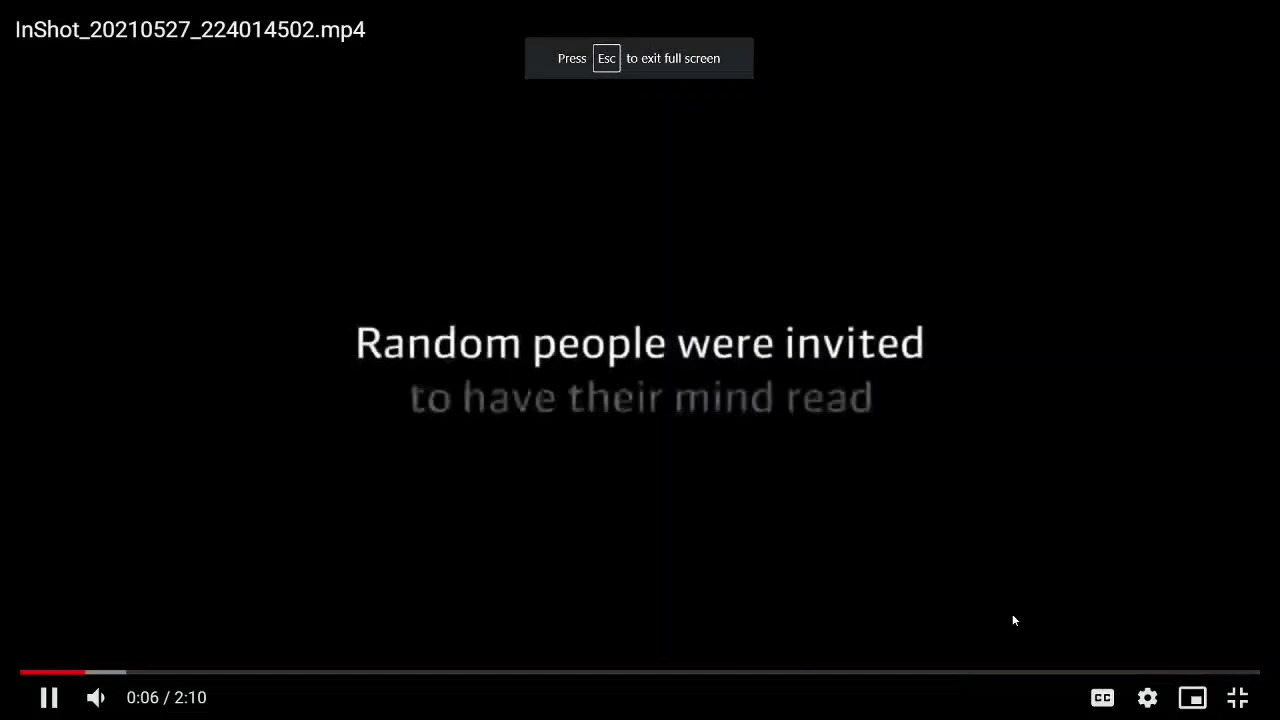 InShot_20210527_224014502.mp4
Press Esc to exit full screen
Random people were invited
to have their mind read
0:06 / 2:10
CC